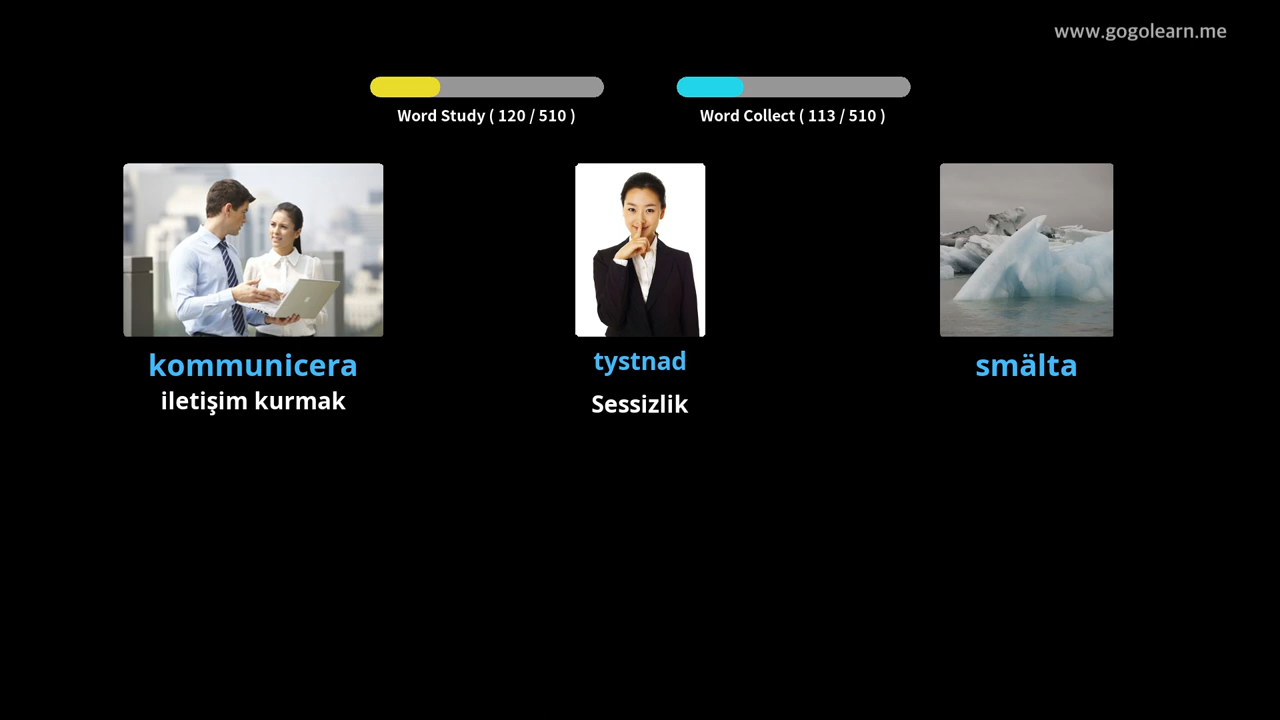 www.gogolearn.me
Word Study ( 120 / 510 )
Word Collect ( 113 / 510 )
kommunicera
iletişim kurmak
tystnad
Sessizlik
smälta